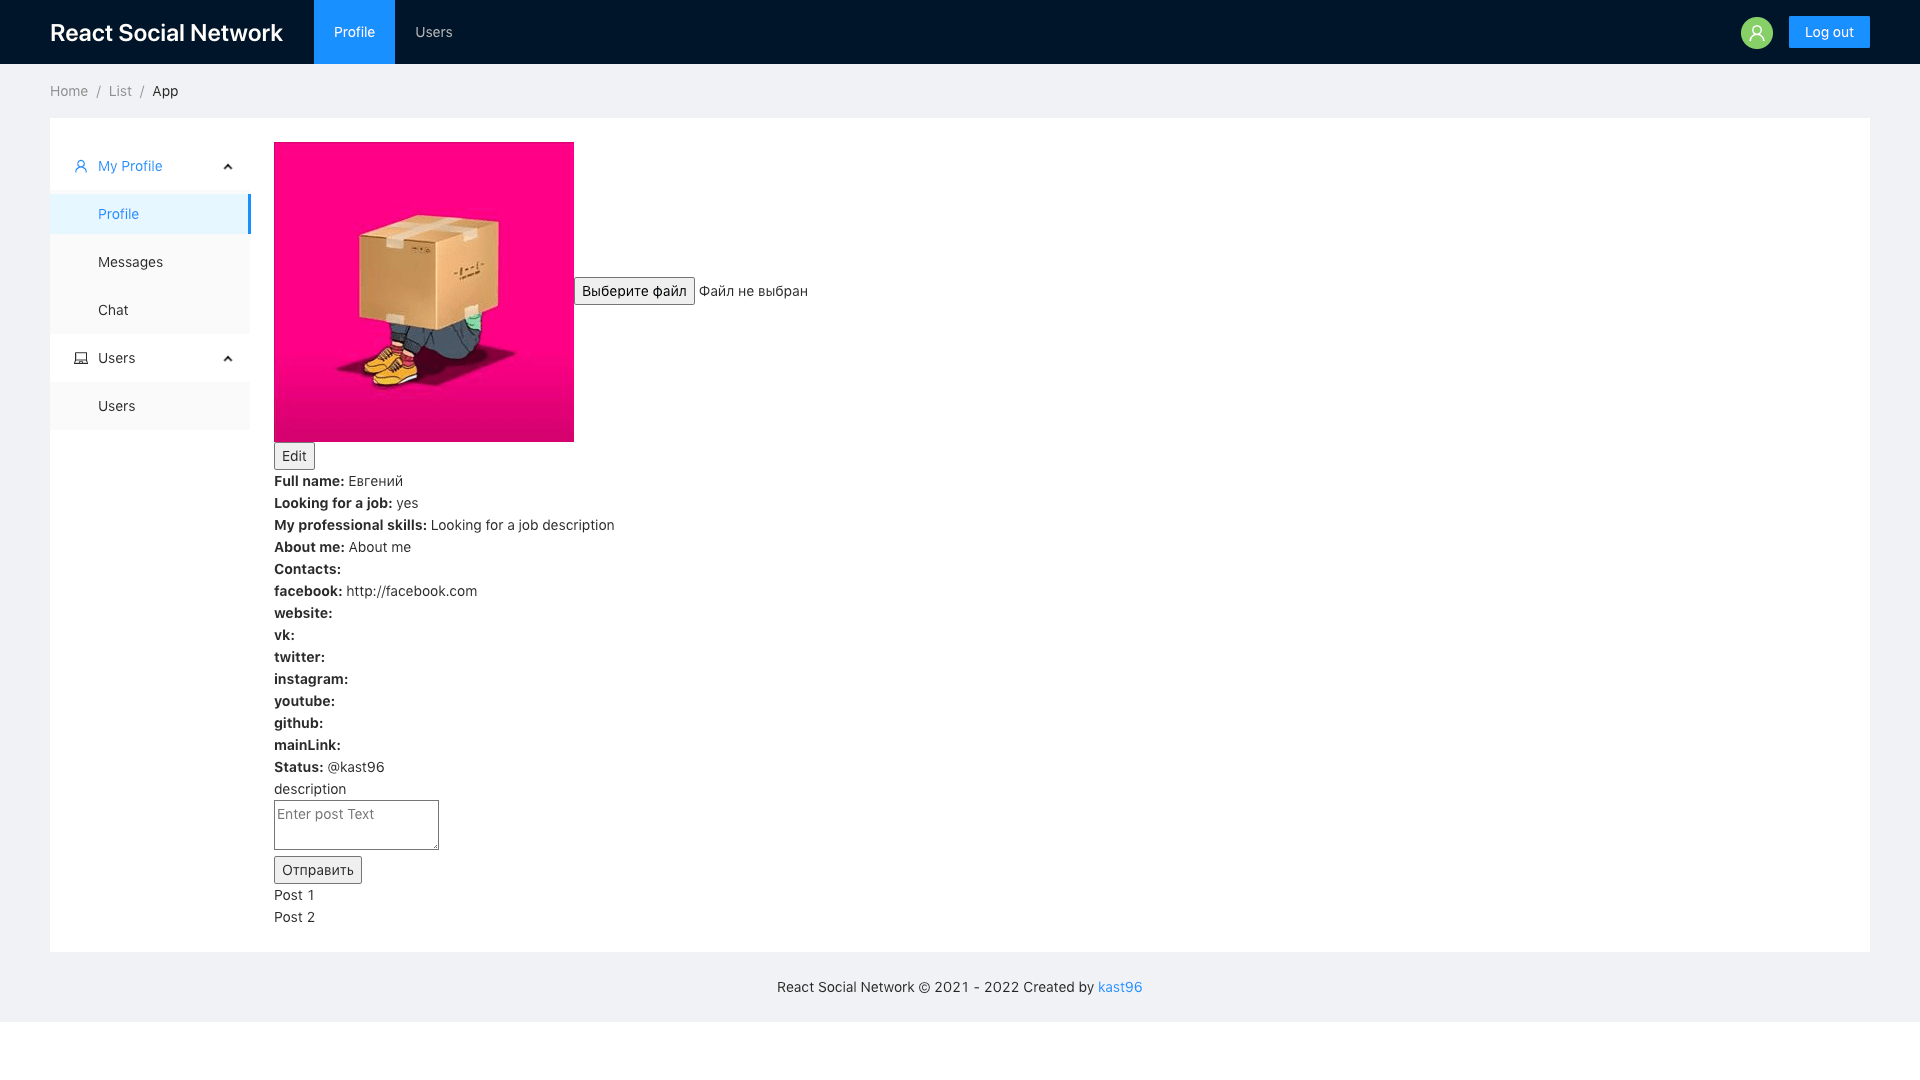 React Social Network Profile Users Log out
Home / List / App
My Profile
Profile
Messages
Chat
Users
Users
Выберите файл Файл не выбран
Edit
Full name: Евгений
Looking for a job: yes
My professional skills: Looking for a job description
About me: About me
Contacts:
facebook: http://facebook.com
website:
vk:
twitter:
instagram:
youtube:
github:
mainLink:
Status: @kast96
description
Enter post Text
Отправить
Post 1
Post 2
React Social Network © 2021 - 2022 Created by kast96